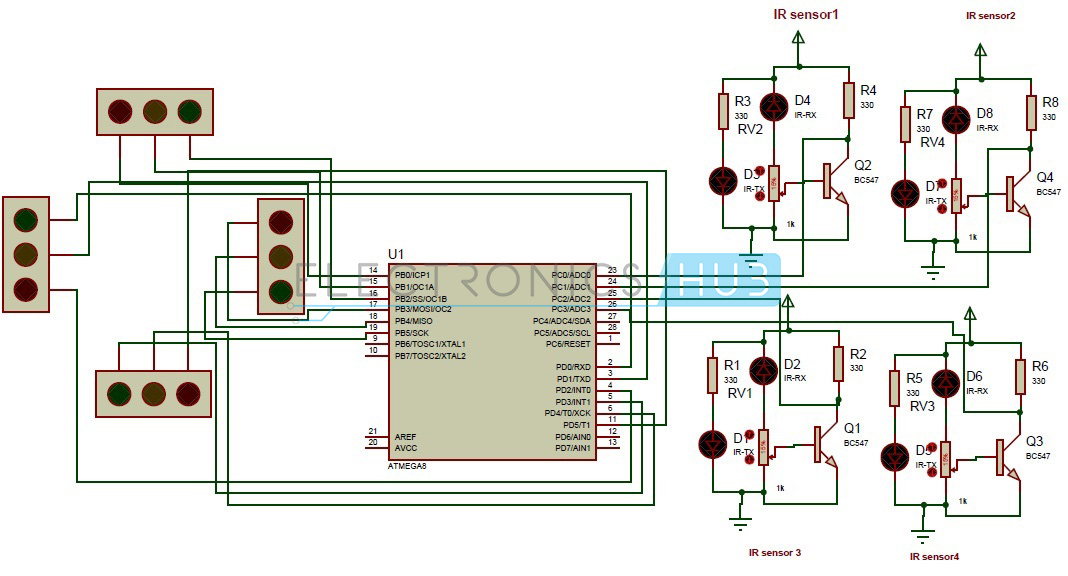 IR sensor1
IR sensor2
R3
330
RV2
D4
IR-RX
R4
330
D3
IR-TX
15%
Q2
BC547
1k
R7
330
RV4
D8
IR-RX
R8
330
D7
IR-TX
15%
Q4
BC547
1k
U1
ELECTRONICS HUB
14 PB0/ICP1
15 PB1/OC1A
16 PB2/SS/OC1B
17 PB3/MOSI/OC2
18 PB4/MISO
19 PB5/SCK
9 PB6/TOSC1/XTAL1
10 PB7/TOSC2/XTAL2
21 AREF
20 AVCC
PC0/ADC0 23
PC1/ADC1 24
PC2/ADC2 25
PC3/ADC3 26
PC4/ADC4/SDA 27
PC5/ADC5/SCL 28
PC6/RESET 1
PD0/RXD 2
PD1/TXD 3
PD2/INT0 4
PD3/INT1 5
PD4/T0/XCK 6
PD5/T1 11
PD6/AIN0 12
PD7/AIN1 13
ATMEGA8
R1
330
RV1
D2
IR-RX
R2
330
D1
IR-TX
15%
Q1
BC547
1k
R5
330
RV3
D6
IR-RX
R6
330
D5
IR-TX
15%
Q3
BC547
1k
IR sensor 3
IR sensor4